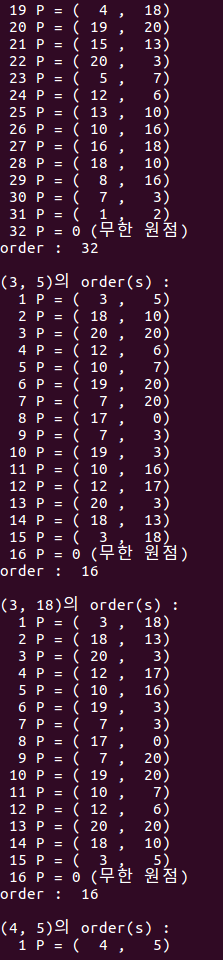 19 P = (  4 ,  18)
20 P = ( 19 ,  20)
21 P = ( 15 ,  13)
22 P = ( 20 ,   3)
23 P = (  5 ,   7)
24 P = ( 12 ,   6)
25 P = ( 13 ,  10)
26 P = ( 10 ,  16)
27 P = ( 16 ,  18)
28 P = ( 18 ,  10)
29 P = (  8 ,  16)
30 P = (  7 ,   3)
31 P = (  1 ,   2)
32 P = 0 (무한 원점)
order :  32
(3, 5)의 order(s) :
1 P = (  3 ,   5)
2 P = ( 18 ,  10)
3 P = ( 20 ,  20)
4 P = ( 12 ,   6)
5 P = ( 10 ,   7)
6 P = ( 19 ,  20)
7 P = (  7 ,  20)
8 P = ( 17 ,   0)
9 P = (  7 ,   3)
10 P = ( 19 ,   3)
11 P = ( 10 ,  16)
12 P = ( 12 ,  17)
13 P = ( 20 ,   3)
14 P = ( 18 ,  13)
15 P = (  3 ,  18)
16 P = 0 (무한 원점)
order :  16
(3, 18)의 order(s) :
1 P = (  3 ,  18)
2 P = ( 18 ,  13)
3 P = ( 20 ,   3)
4 P = ( 12 ,  17)
5 P = ( 10 ,  16)
6 P = ( 19 ,   3)
7 P = (  7 ,   3)
8 P = ( 17 ,   0)
9 P = (  7 ,  20)
10 P = ( 19 ,  20)
11 P = ( 10 ,   7)
12 P = ( 12 ,   6)
13 P = ( 20 ,  20)
14 P = ( 18 ,  10)
15 P = (  3 ,   5)
16 P = 0 (무한 원점)
order :  16
(4, 5)의 order(s) :
1 P = (  4 ,   5)